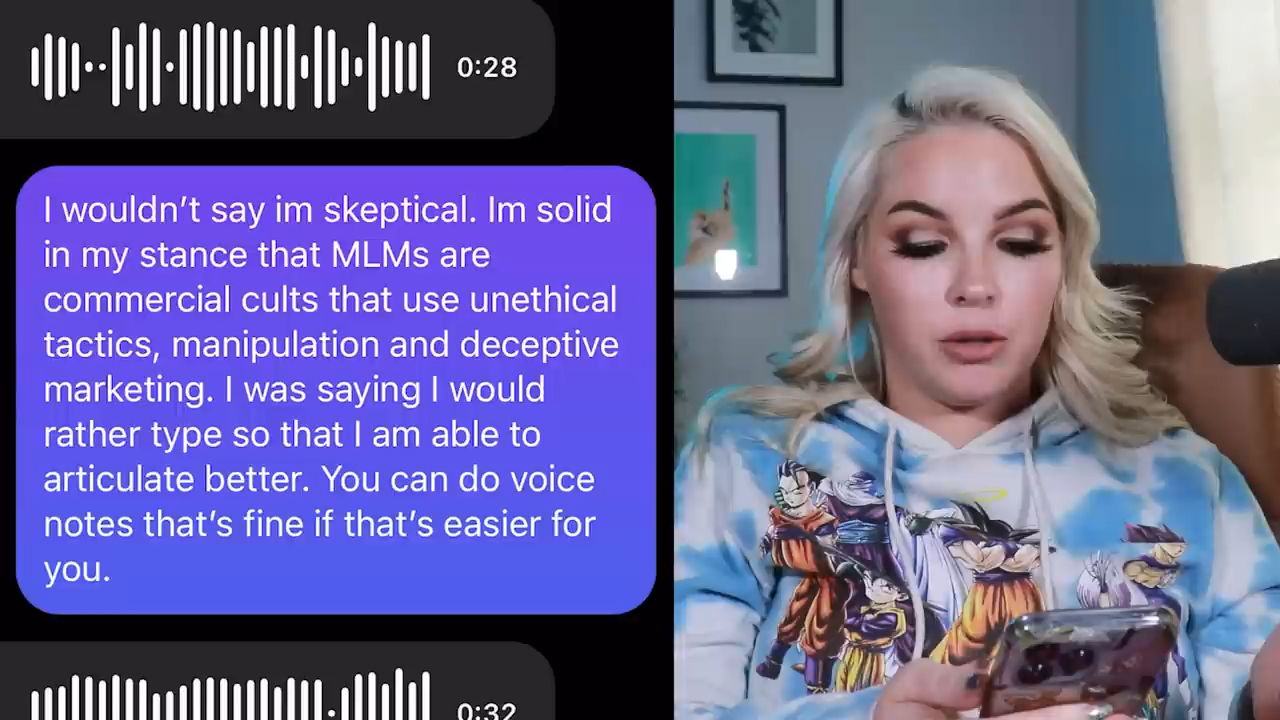 0:28
I wouldn’t say im skeptical. Im solid
in my stance that MLMs are
commercial cults that use unethical
tactics, manipulation and deceptive
marketing. I was saying I would
rather type so that I am able to
articulate better. You can do voice
notes that’s fine if that’s easier for
you.
0:32